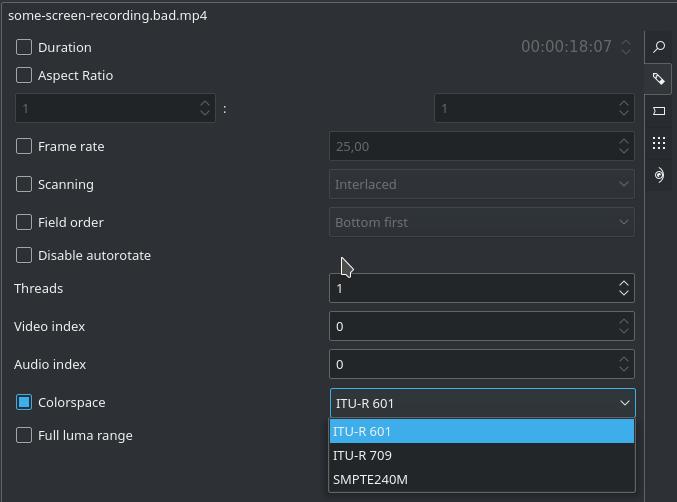 some-screen-recording.bad.mp4
Duration 00:00:18:07
Aspect Ratio
1 : 1
Frame rate 25,00
Scanning Interlaced
Field order Bottom first
Disable autorotate
Threads 1
Video index 0
Audio index 0
Colorspace ITU-R 601
ITU-R 601
Full luma range
ITU-R 709
SMPTE240M